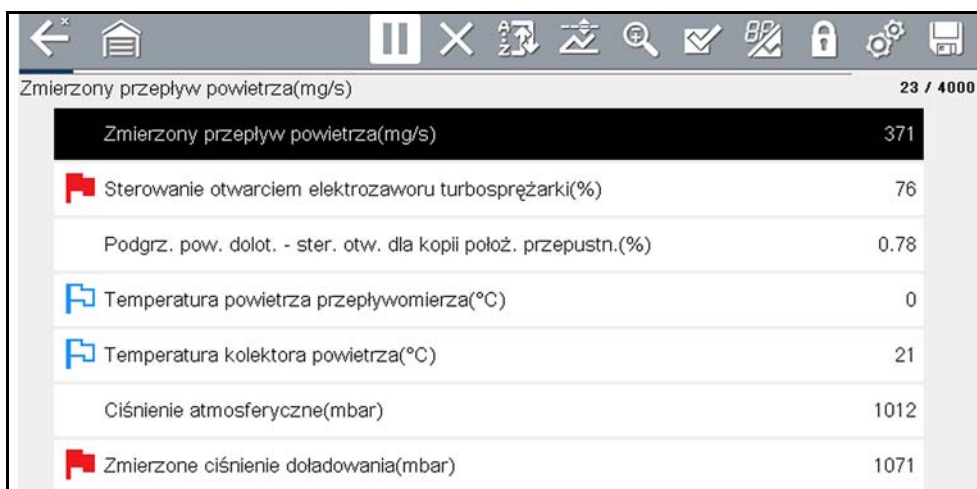 Zmierzony przepływ powietrza(mg/s) 23 / 4000
Zmierzony przepływ powietrza(mg/s) 371
Sterowanie otwarciem elektrozaworu turbosprężarki(%) 76
Podgrz. pow. dolot. - ster. otw. dla kopii położ. przepustn.(%) 0.78
Temperatura powietrza przepływomierza(°C) 0
Temperatura kolektora powietrza(°C) 21
Ciśnienie atmosferyczne(mbar) 1012
Zmierzone ciśnienie doładowania(mbar) 1071